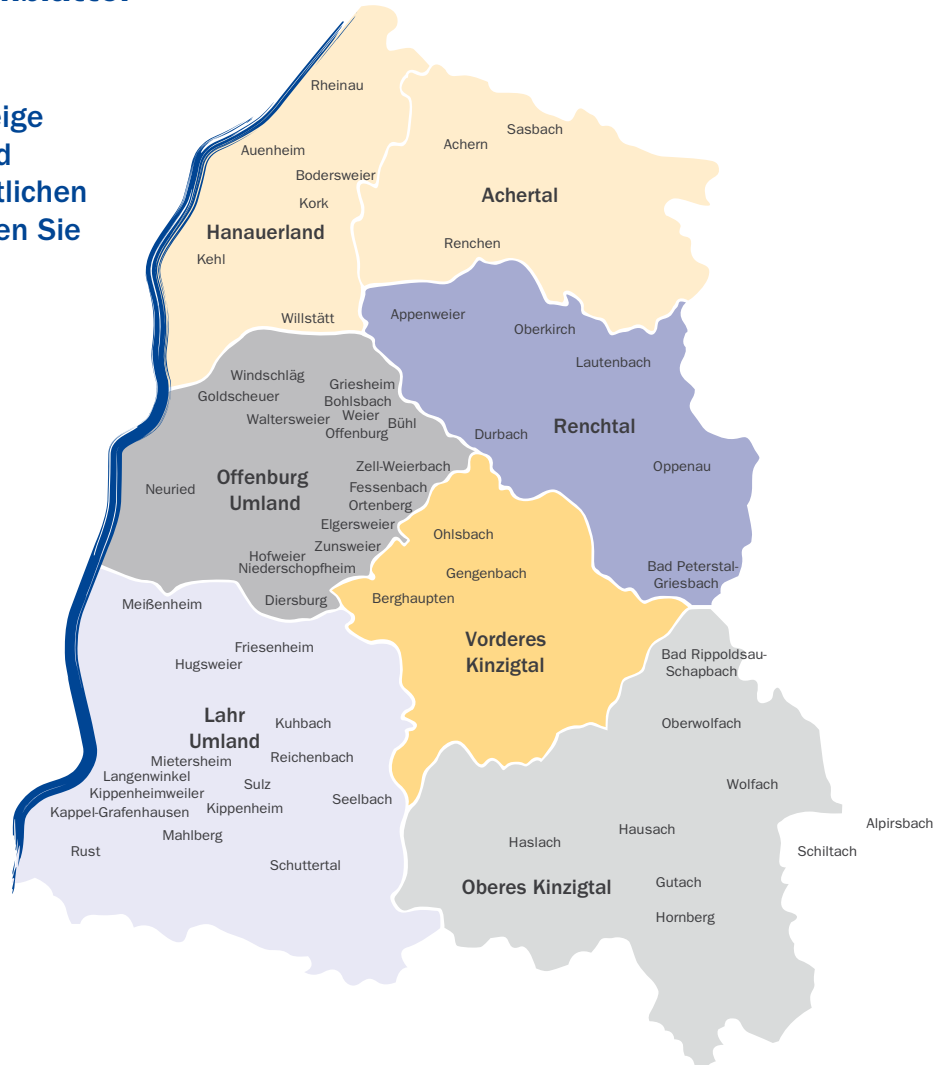 eige
d
tlichen
en Sie
Rheinau
Auenheim
Bodersweier
Kork
Hanauerland
Kehl
Willstätt
Achern
Sasbach
Achertal
Renchen
Appenweier
Oberkirch
Lautenbach
Durbach
Renchtal
Oppenau
Bad Peterstal-
Griesbach
Windschläg
Goldscheuer
Griesheim
Bohlsbach
Waltersweier
Weier
Bühl
Offenburg
Zell-Weierbach
Neuried
Offenburg
Umland
Fessenbach
Ortenberg
Elgersweier
Zunsweier
Hofweier
Niederschopfheim
Diersburg
Ohlsbach
Gengenbach
Berghaupten
Vorderes
Kinzigtal
Meißenheim
Friesenheim
Hugsweier
Lahr
Umland
Kuhbach
Mietersheim
Reichenbach
Langenwinkel
Sulz
Kippenheimweiler
Seelbach
Kappel-Grafenhausen
Kippenheim
Mahlberg
Rust
Schuttertal
Bad Rippoldsau-
Schapbach
Oberwolfach
Wolfach
Alpirsbach
Schiltach
Hausach
Haslach
Oberes Kinzigtal
Gutach
Hornberg